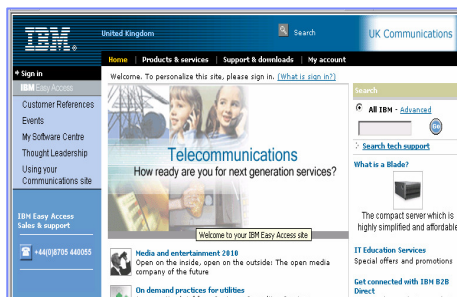 IBM
United Kingdom
Search
UK Communications
Home Products & services Support & downloads My account
Sign in
Welcome. To personalize this site, please sign in. (What is sign in?)
IBM Easy Access
Customer References
Events
My Software Centre
Thought Leadership
Using your
Communications site
IBM Easy Access
Sales & support
+44(0)8705 440055
Telecommunications
How ready are you for next generation services?
Welcome to your IBM Easy Access site
Media and entertainment 2010
Open on the inside, open on the outside: The open media
company of the future
On demand practices for utilities
Search
All IBM - Advanced
Go
Search tech support
What is a Blade?
The compact server which is
highly simplified and affordable
IT Education Services
Special offers and promotions
Get connected with IBM B2B
Direct